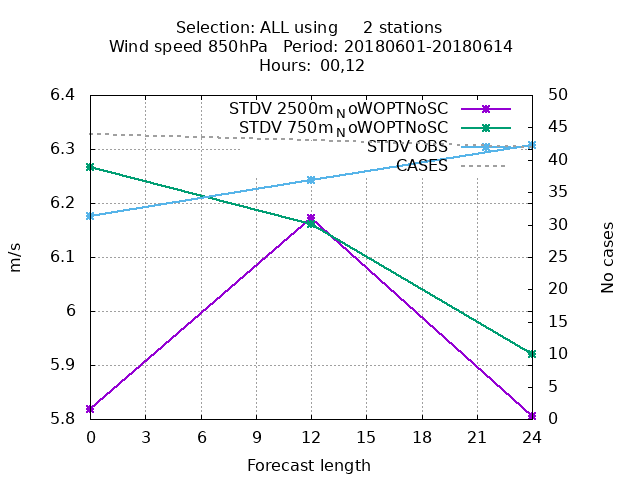 Selection: ALL using 2 stations
Wind speed 850hPa Period: 20180601-20180614
Hours: 00,12
STDV 2500m_NoWOPTNoSC
STDV 750m_NoWOPTNoSC
STDV OBS
CASES
6.4
6.3
6.2
6.1
6
5.9
5.8
m/s
50
45
40
35
30
25
20
15
10
5
0
No cases
0 3 6 9 12 15 18 21 24
Forecast length